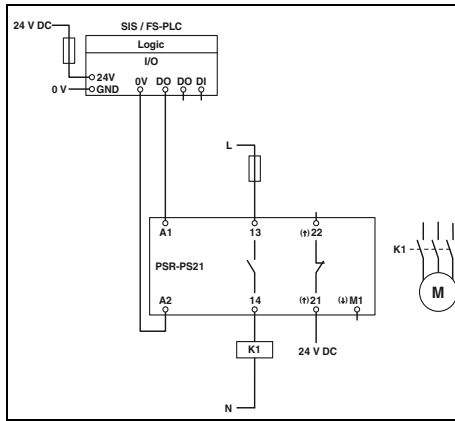 24 V DC
SIS / FS-PLC
Logic
I/O
24V
0V DO DO DI
0 V GND
L
A1 13 (†) 22
K1
PSR-PS21
M
A2 14 (†) 21 (↓) M1
K1 24 V DC
N